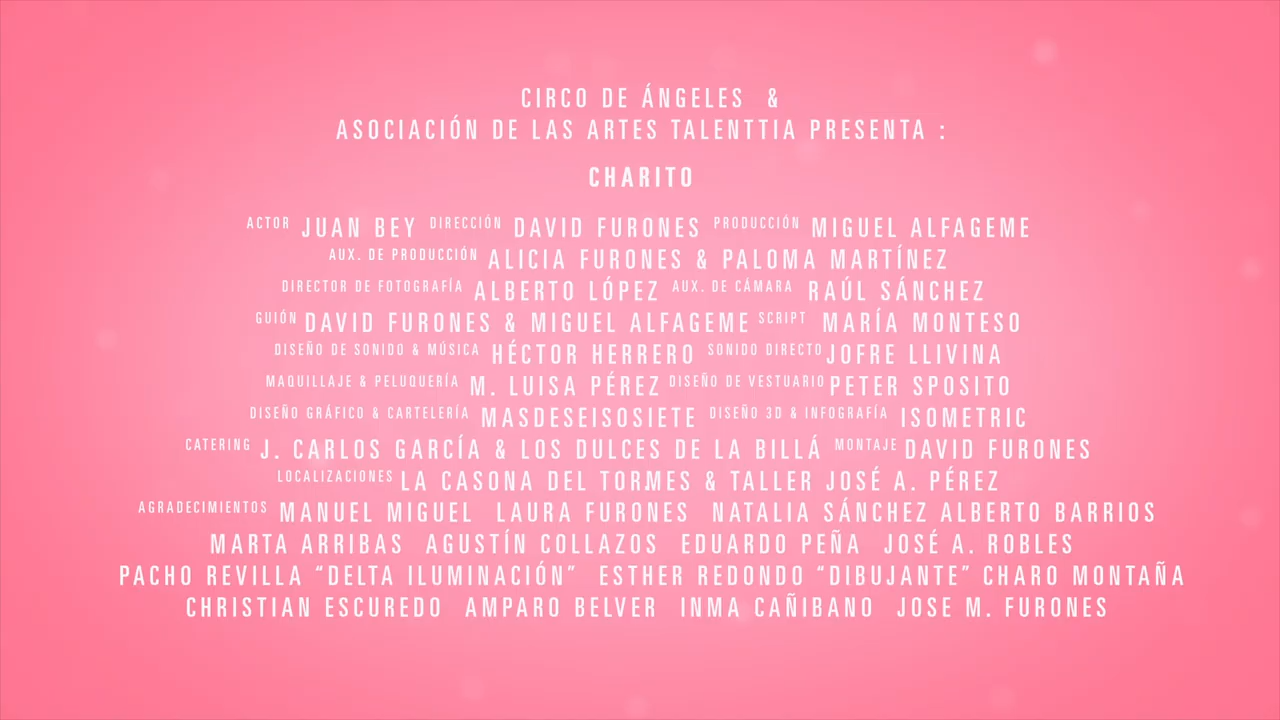 CIRCO DE ÁNGELES &
ASOCIACIÓN DE LAS ARTES TALENTTIA PRESENTA :
CHARITO
ACTOR JUAN BEY DIRECCIÓN DAVID FURONES PRODUCCIÓN MIGUEL ALFAGEME
AUX. DE PRODUCCIÓN ALICIA FURONES & PALOMA MARTÍNEZ
DIRECTOR DE FOTOGRAFÍA ALBERTO LÓPEZ AUX. DE CÁMARA RAÚL SÁNCHEZ
GUIÓN DAVID FURONES & MIGUEL ALFAGEME SCRIPT MARÍA MONTESO
DISEÑO DE SONIDO & MÚSICA HÉCTOR HERRERO SONIDO DIRECTO JOFRE LLIVINA
MAQUILLAJE & PELUQUERÍA M. LUISA PÉREZ DISEÑO DE VESTUARIO PETER SPOSITO
DISEÑO GRÁFICO & CARTELERÍA MASDESEISOSIETE DISEÑO 3D & INFOGRAFÍA ISOMETRIC
CATERING J. CARLOS GARCÍA & LOS DULCES DE LA BILLÁ MONTAJE DAVID FURONES
LOCALIZACIONES LA CASONA DEL TORMES & TALLER JOSÉ A. PÉREZ
AGRADECIMIENTOS MANUEL MIGUEL LAURA FURONES NATALIA SÁNCHEZ ALBERTO BARRIOS
MARTA ARRIBAS AGUSTÍN COLLAZOS EDUARDO PEÑA JOSÉ A. ROBLES
PACHO REVILLA “DELTA ILUMINACIÓN” ESTHER REDONDO “DIBUJANTE” CHARO MONTAÑA
CHRISTIAN ESCUREDO AMPARO BELVER INMA CAÑIBANO JOSE M. FURONES